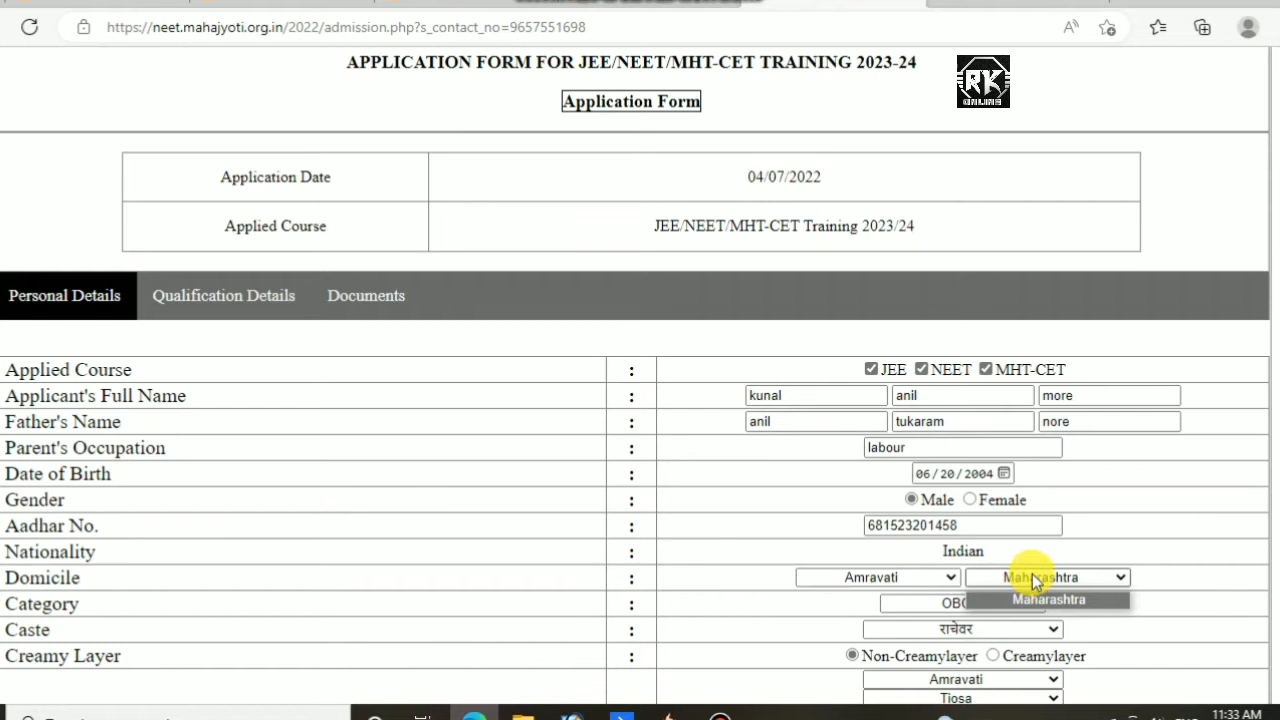 https://neet.mahajyoti.org.in/2022/admission.php?s_contact_no=9657551698
APPLICATION FORM FOR JEE/NEET/MHT-CET TRAINING 2023-24
RK
ONLINE
Application Form
Application Date 04/07/2022
Applied Course JEE/NEET/MHT-CET Training 2023/24
Personal Details Qualification Details Documents
Applied Course : JEE NEET MHT-CET
Applicant's Full Name : kunal anil more
Father's Name : anil tukaram nore
Parent's Occupation : labour
Date of Birth : 06/20/2004
Gender : Male Female
Aadhar No. : 681523201458
Nationality : Indian
Domicile : Amravati Maharashtra
Maharashtra
Category : OBC
Caste : राचेवर
Creamy Layer : Non-Creamylayer Creamylayer
Amravati
Tiosa
11:33 AM